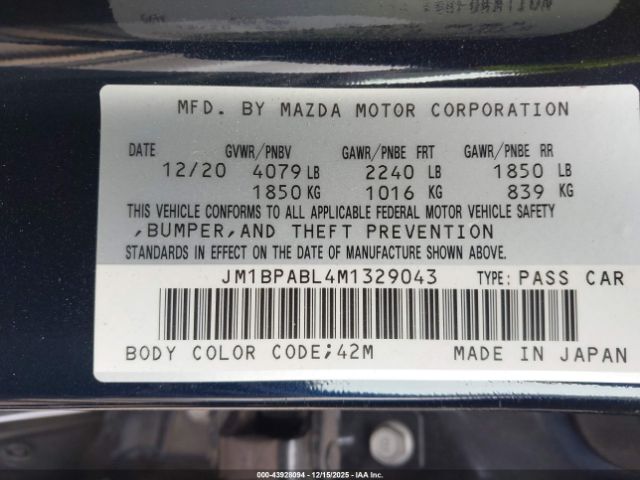 MFD. BY MAZDA MOTOR CORPORATION
DATE GVWR/PNBV GAWR/PNBE FRT GAWR/PNBE RR
12/20 4079 LB 2240 LB 1850 LB
1850 KG 1016 KG 839 KG
THIS VEHICLE CONFORMS TO ALL APPLICABLE FEDERAL MOTOR VEHICLE SAFETY
,BUMPER,AND THEFT PREVENTION
STANDARDS IN EFFECT ON THE DATE OF MANUFACTURE SHOWN ABOVE.
JM1BPABL4M1329043 TYPE: PASS CAR
BODY COLOR CODE;42M MADE IN JAPAN
000-43928094 - 12/15/2025 - IAA Inc.